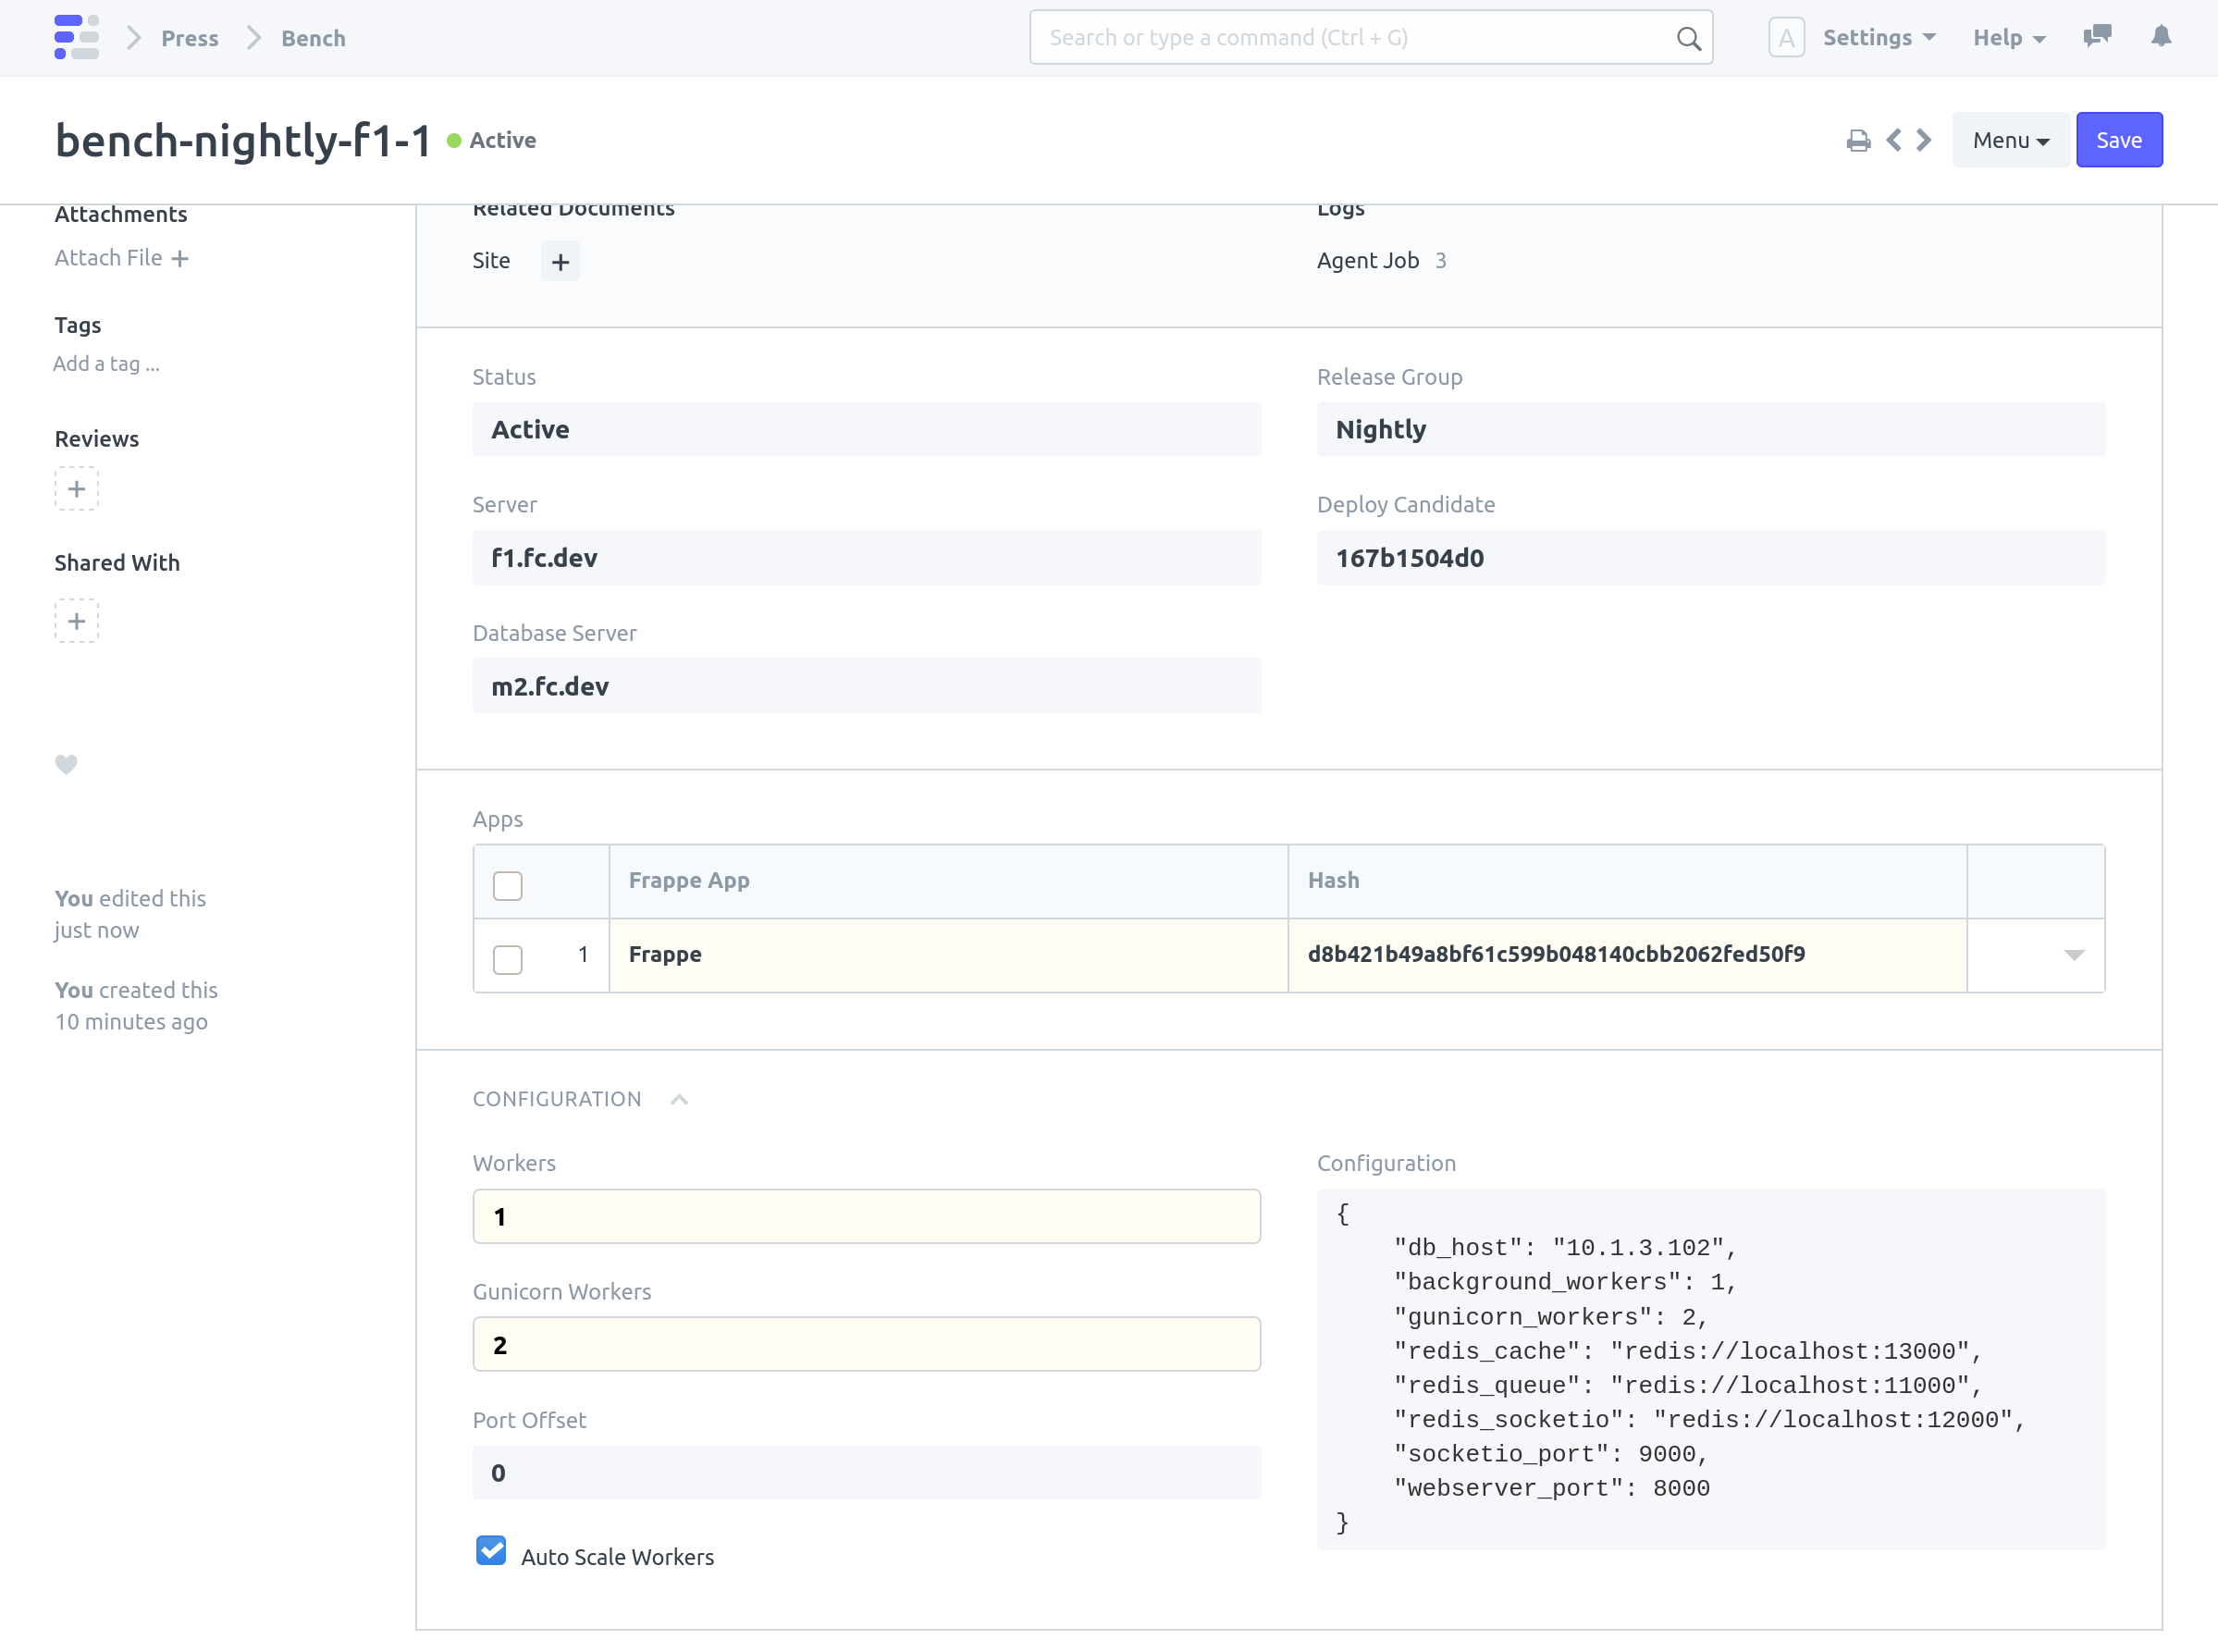 Press
Bench
Search or type a command (Ctrl + G)
A
Settings
Help
bench-nightly-f1-1
Active
Menu
Save
Attachments
Attach File
Tags
Add a tag ...
Reviews
Shared With
You edited this
just now
You created this
10 minutes ago
Related Documents
Logs
Site
Agent Job 3
Status
Active
Release Group
Nightly
Server
f1.fc.dev
Deploy Candidate
167b1504d0
Database Server
m2.fc.dev
Apps
Frappe App
Hash
1
Frappe
d8b421b49a8bf61c599b048140cbb2062fed50f9
CONFIGURATION
Workers
1
Gunicorn Workers
2
Port Offset
0
Auto Scale Workers
Configuration
{
"db_host": "10.1.3.102",
"background_workers": 1,
"gunicorn_workers": 2,
"redis_cache": "redis://localhost:13000",
"redis_queue": "redis://localhost:11000",
"redis_socketio": "redis://localhost:12000",
"socketio_port": 9000,
"webserver_port": 8000
}